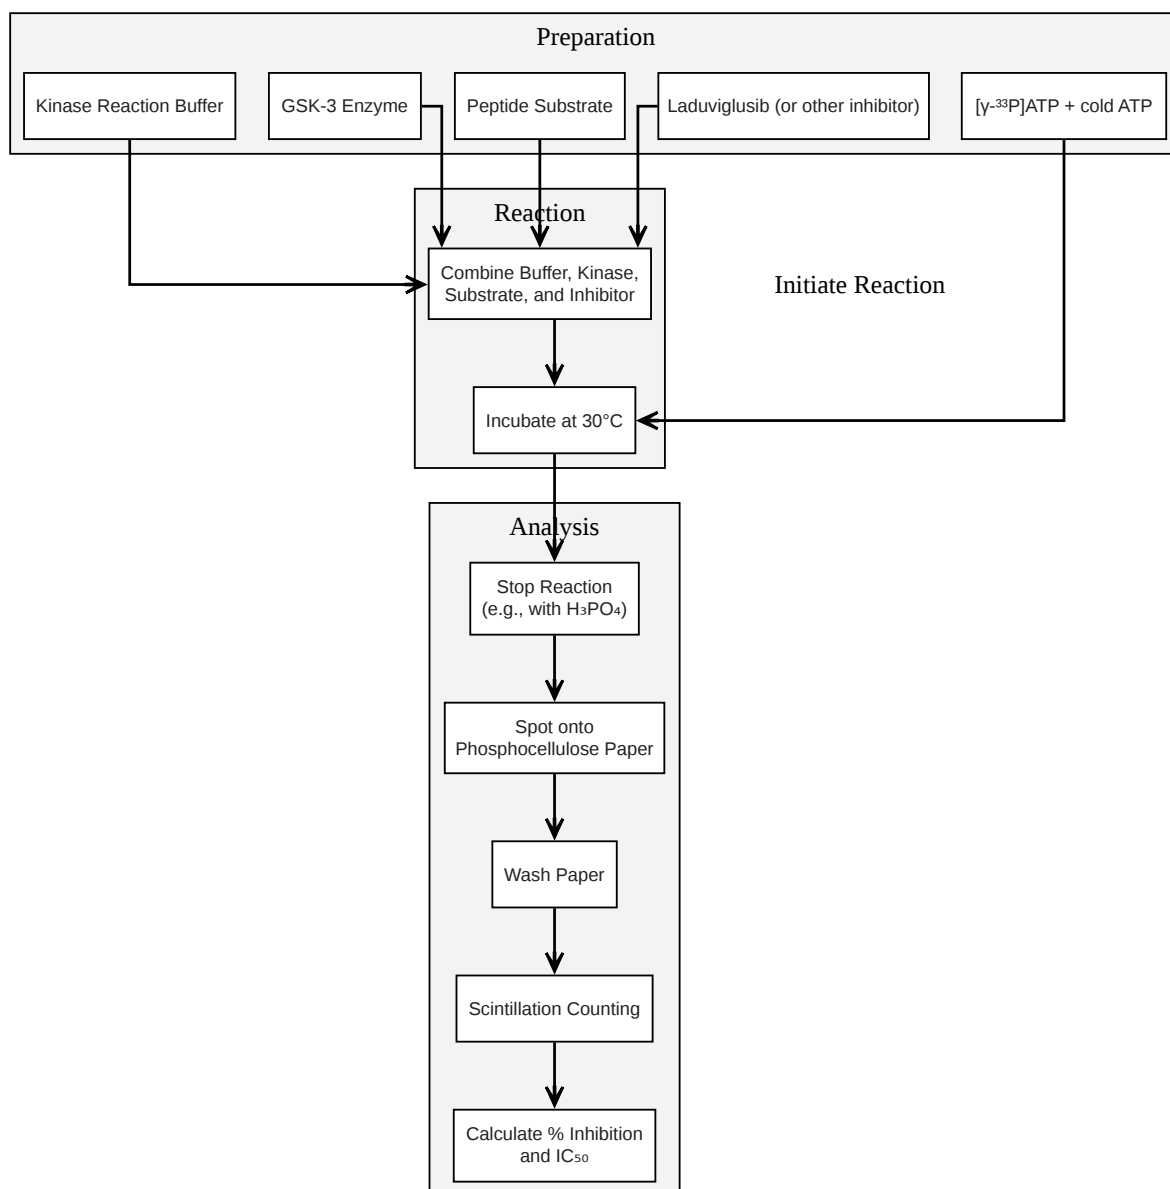 Preparation
Kinase Reaction Buffer
GSK-3 Enzyme
Peptide Substrate
Laduviglusib (or other inhibitor)
[γ-³³P]ATP + cold ATP
Reaction
Combine Buffer, Kinase,
Substrate, and Inhibitor
Initiate Reaction
Incubate at 30°C
Analysis
Stop Reaction
(e.g., with H₃PO₄)
Spot onto
Phosphocellulose Paper
Wash Paper
Scintillation Counting
Calculate % Inhibition
and IC₅₀